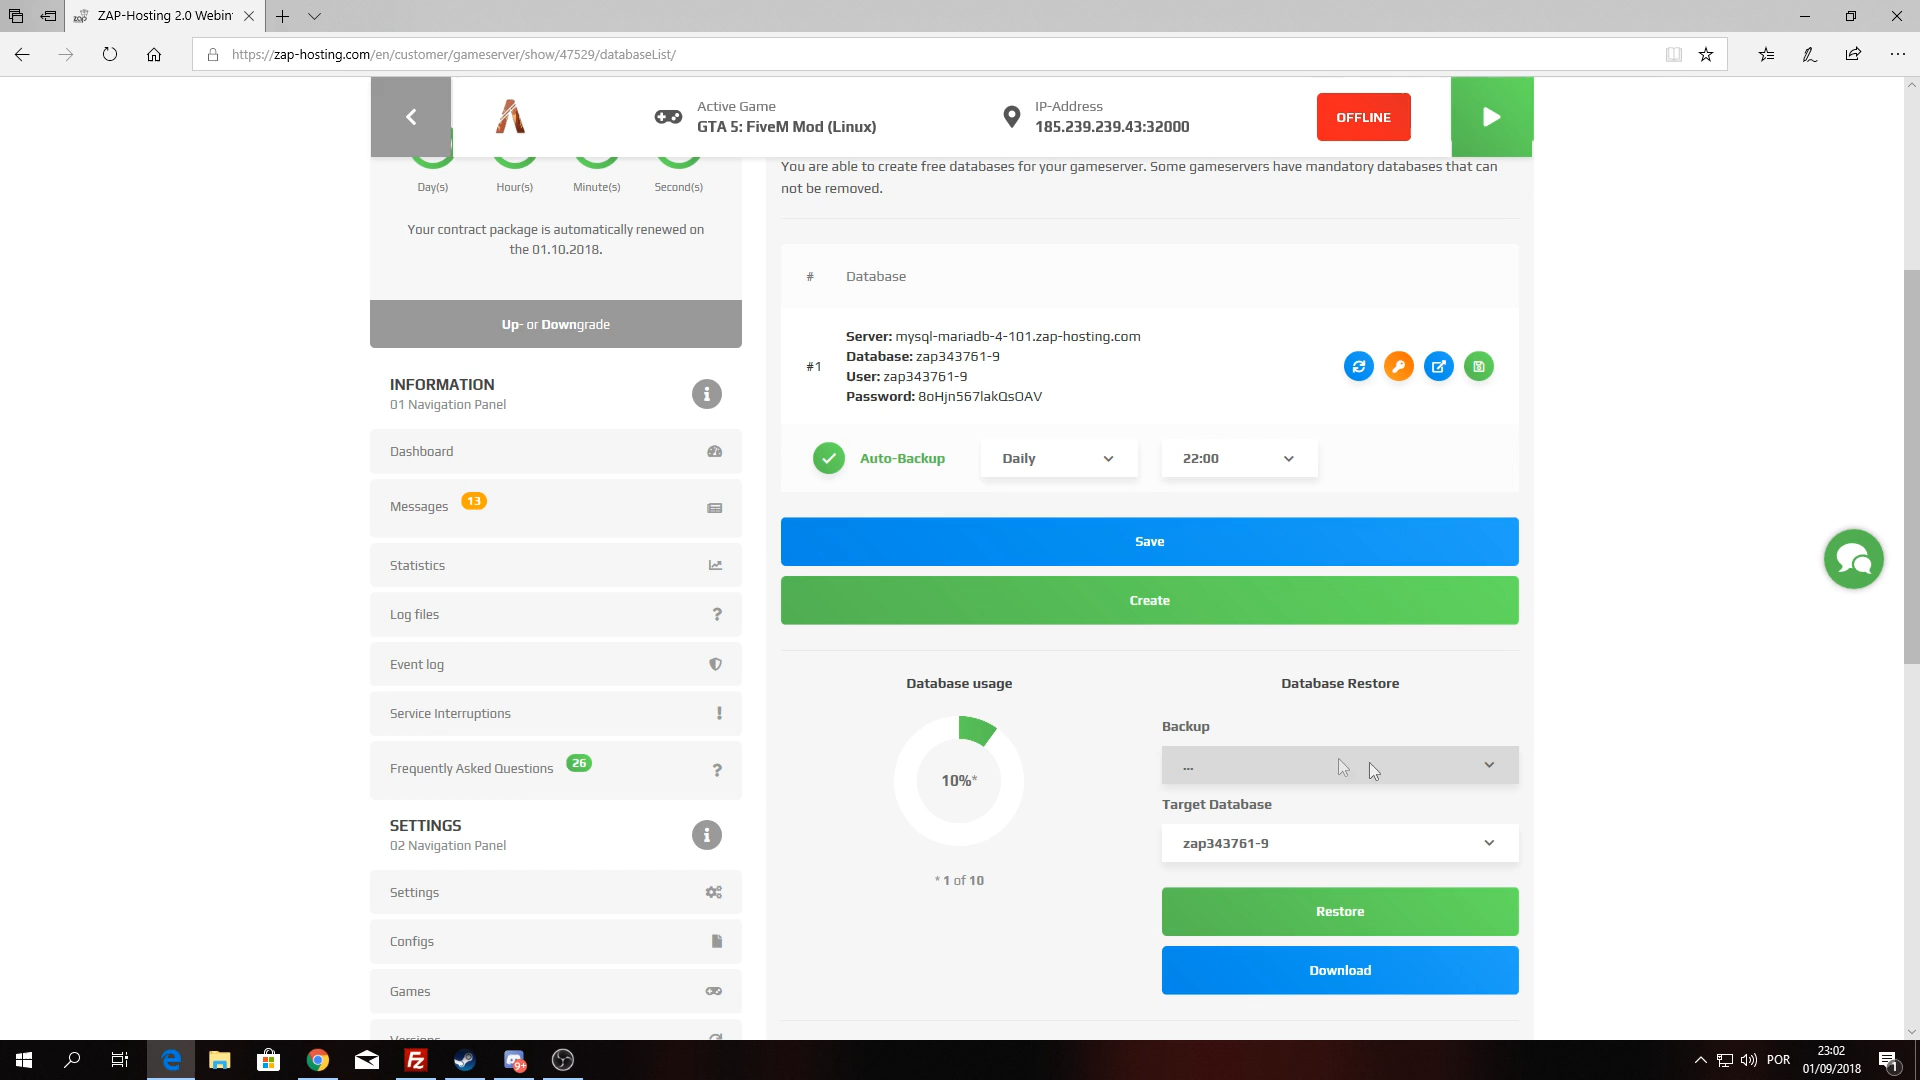 ZAP-Hosting 2.0 Webin
https://zap-hosting.com/en/customer/gameserver/show/47529/databaseList/
Active Game
GTA 5: FiveM Mod (Linux)
IP-Address
185.239.239.43:32000
OFFLINE
Day(s)
Hour(s)
Minute(s)
Second(s)
Your contract package is automatically renewed on
the 01.10.2018.
Up- or Downgrade
INFORMATION
01 Navigation Panel
Dashboard
Messages 13
Statistics
Log files
Event log
Service Interruptions
Frequently Asked Questions 26
SETTINGS
02 Navigation Panel
Settings
Configs
Games
Versions
You are able to create free databases for your gameserver. Some gameservers have mandatory databases that can
not be removed.
# Database
#1
Server: mysql-mariadb-4-101.zap-hosting.com
Database: zap343761-9
User: zap343761-9
Password: 8oHjn567lakQsOAV
Auto-Backup
Daily
22:00
Save
Create
Database usage
10%*
* 1 of 10
Database Restore
Backup
...
Target Database
zap343761-9
Restore
Download
POR
23:02
01/09/2018
9+
1